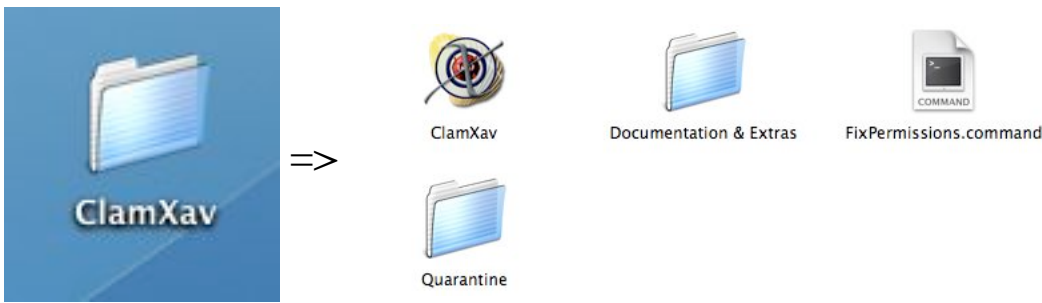 ClamXav
=>
ClamXav
Documentation & Extras
>_
COMMAND
FixPermissions.command
Quarantine